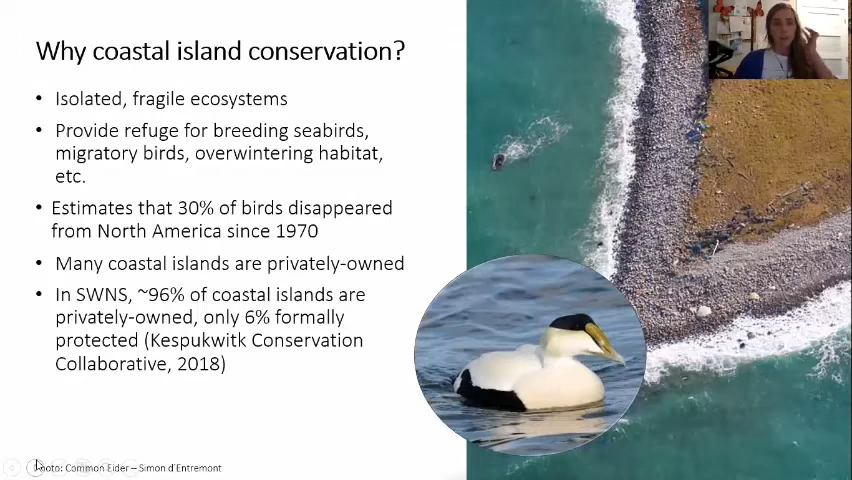 Why coastal island conservation?
• Isolated, fragile ecosystems
• Provide refuge for breeding seabirds,
migratory birds, overwintering habitat,
etc.
• Estimates that 30% of birds disappeared
from North America since 1970
• Many coastal islands are privately-owned
• In SWNS, ~96% of coastal islands are
privately-owned, only 6% formally
protected (Kespukwitk Conservation
Collaborative, 2018)
Photo: Common Eider – Simon d'Entremont